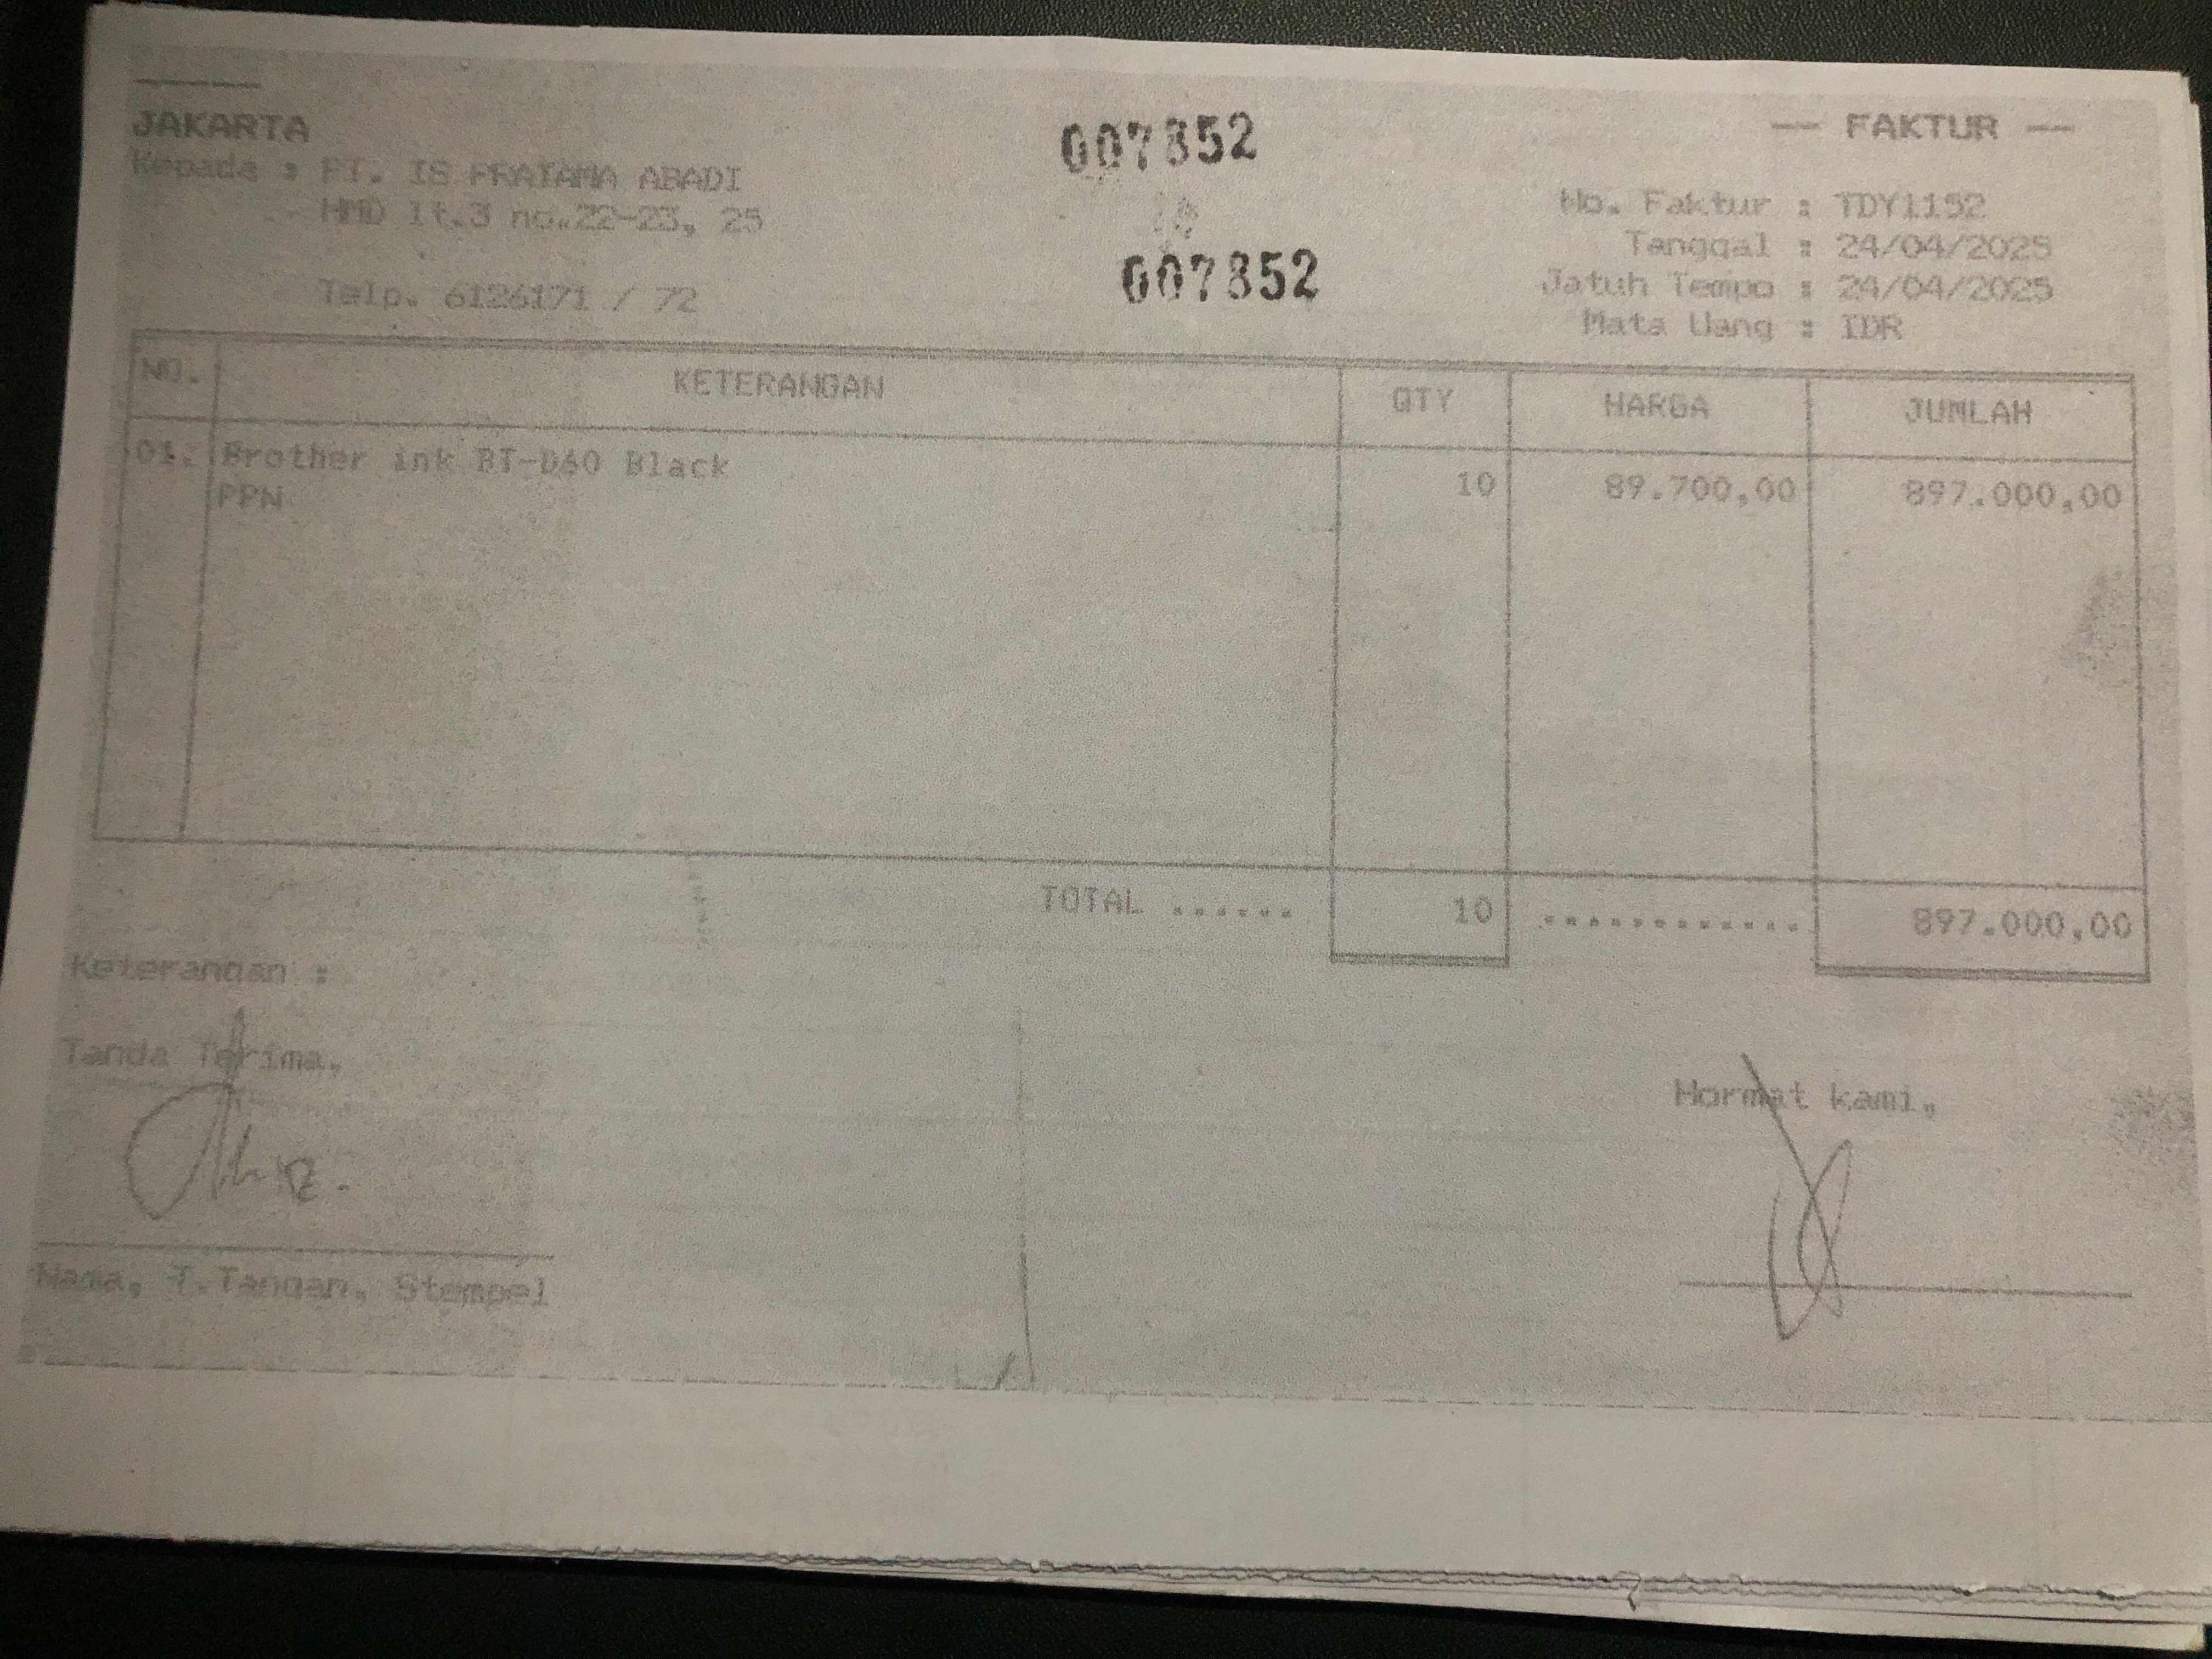 JAKARTA
Kepada : PT. IS PRATAMA ABADI
HMD lt.3 no.22-23, 25
Telp. 6126171 / 72
007852
007852
-- FAKTUR --
No. Faktur : TDY1152
Tanggal : 24/04/2025
Jatuh Tempo : 24/04/2025
Mata Uang : IDR
NO. KETERANGAN QTY HARGA JUMLAH
01. Brother ink BT-D60 Black 10 89.700,00 897.000,00
PPN
TOTAL ...... 10 ............ 897.000,00
Keterangan :
Tanda Terima,
Hormat kami,
Nama, T.Tangan, Stempel